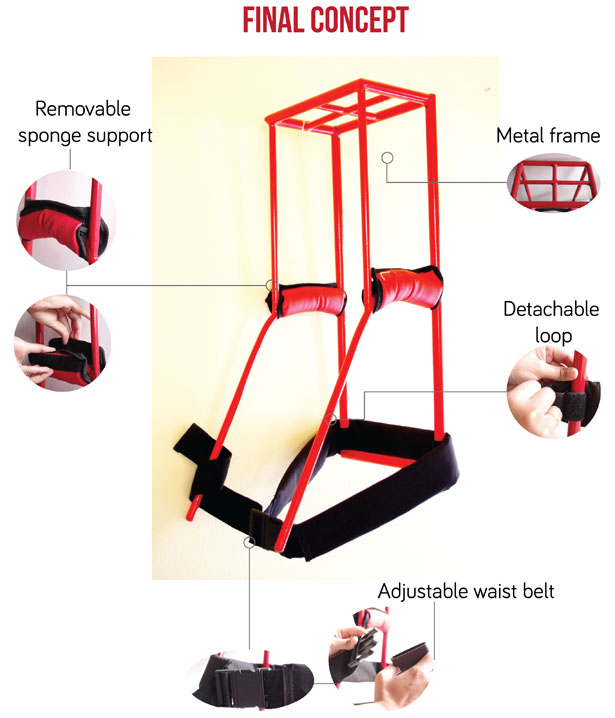 FINAL CONCEPT
Removable
sponge support
Metal frame
Detachable
loop
Adjustable waist belt